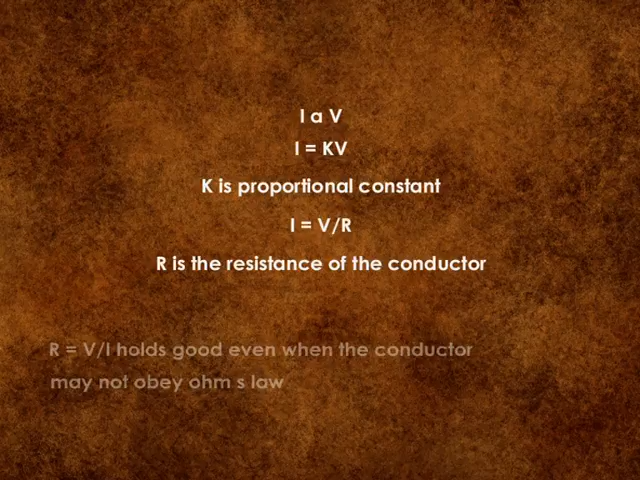 I a V
I = KV
K is proportional constant
I = V/R
R is the resistance of the conductor
R = V/I holds good even when the conductor
may not obey ohm s law